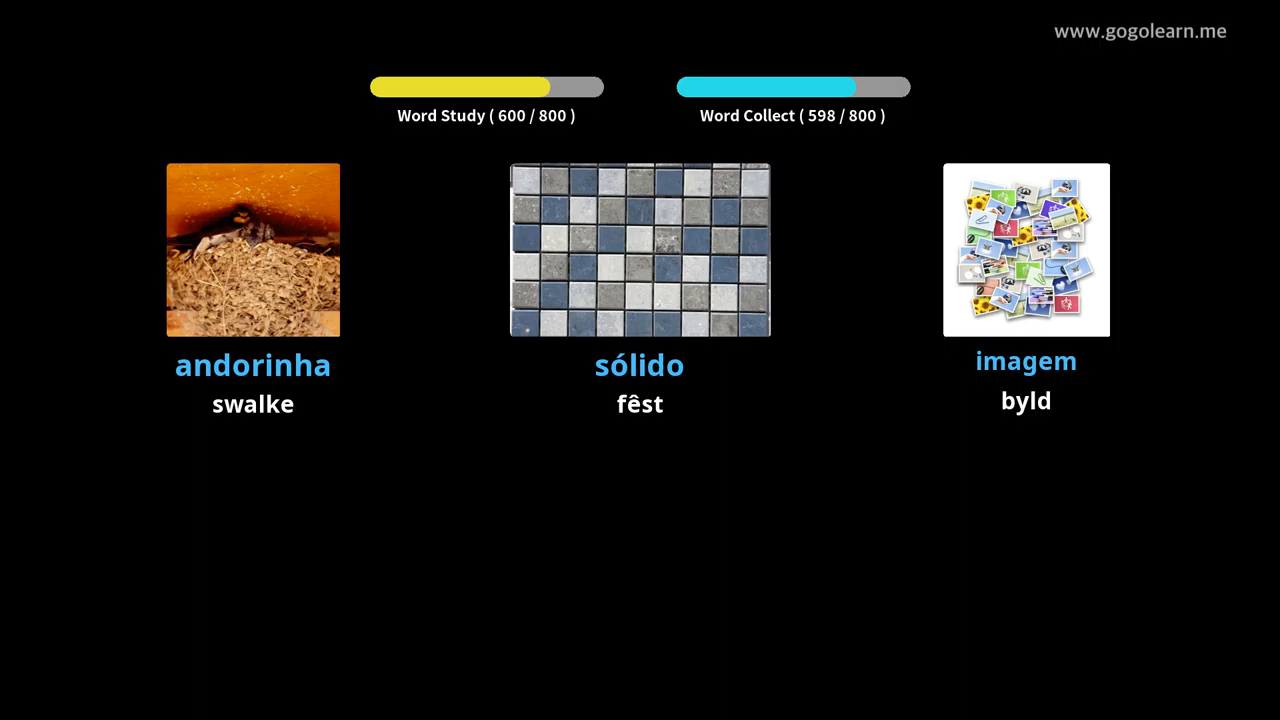 www.gogolearn.me
Word Study ( 600 / 800 )
Word Collect ( 598 / 800 )
andorinha
swalke
sólido
fêst
imagem
byld